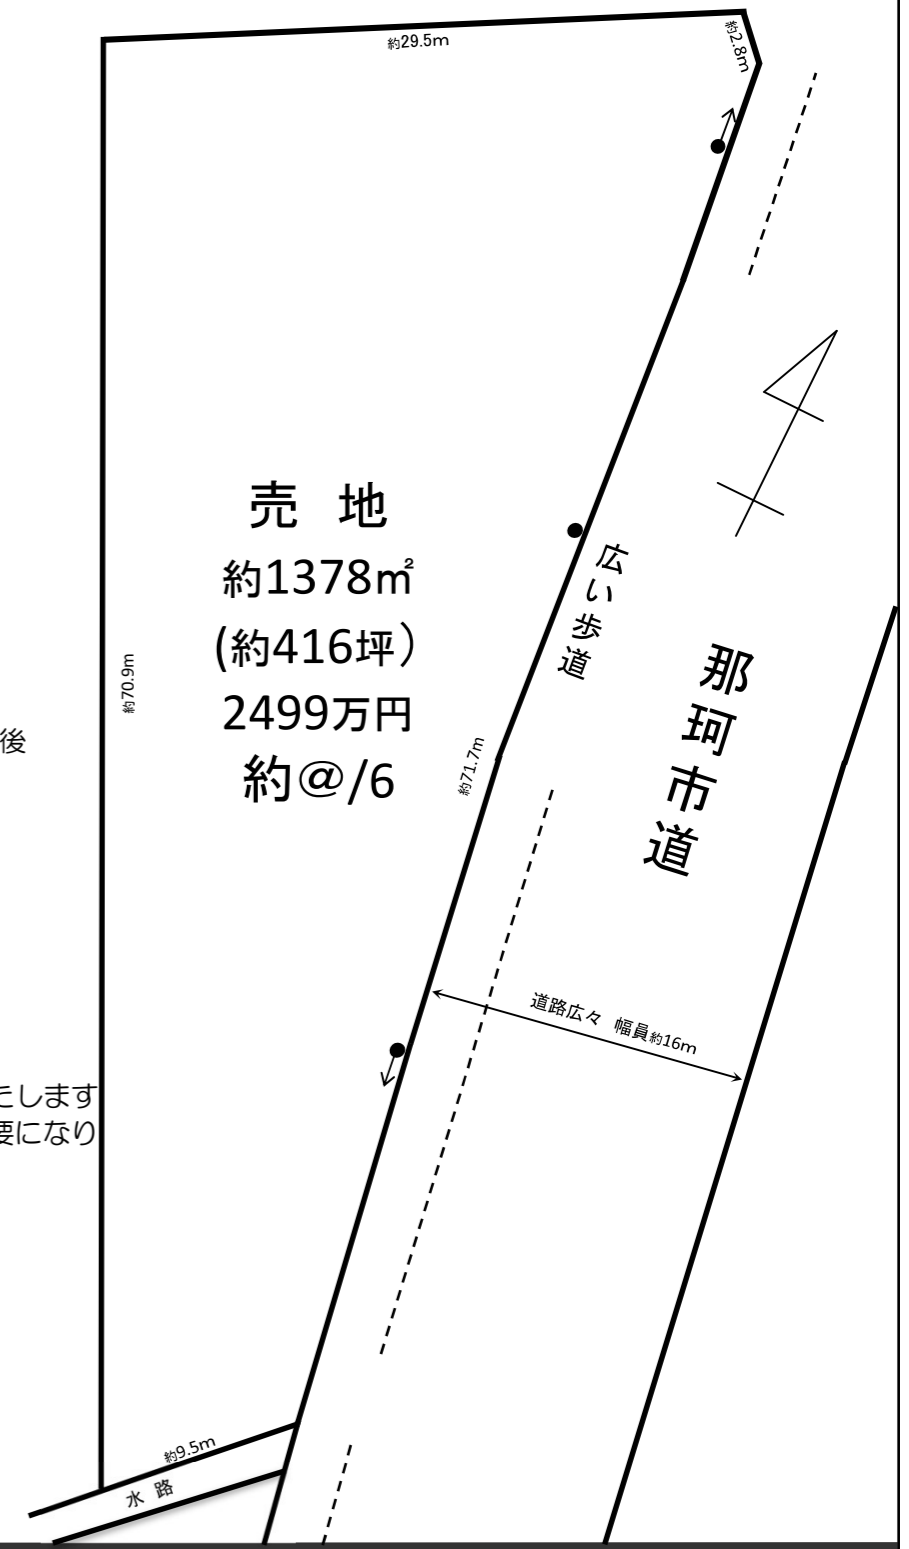 約29.5m
約2.8m
売 地
約1378㎡
(約416坪）
2499万円
約@/6
広い歩道
那珂市道
約70.9m
後
約71.7m
道路広々 幅員約16m
たします
要になり
約9.5m
水路